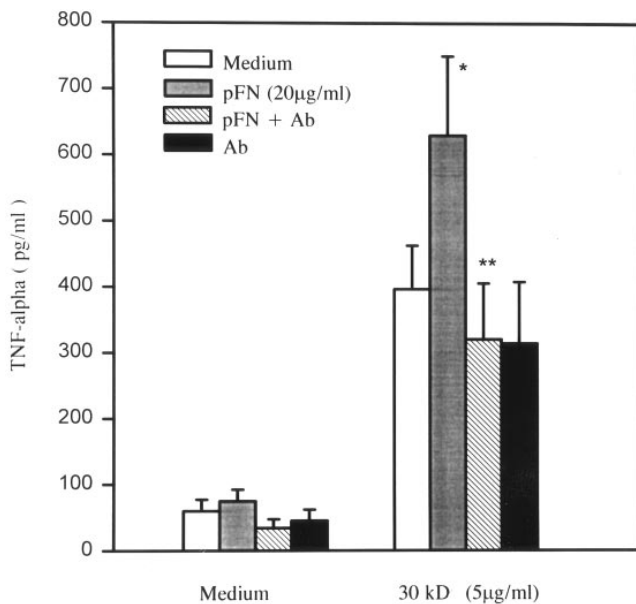 800
700
600
500
400
300
200
100
0
TNF-alpha ( pg/ml )
Medium
pFN (20µg/ml)
pFN + Ab
Ab
*
**
Medium
30 kD (5µg/ml)